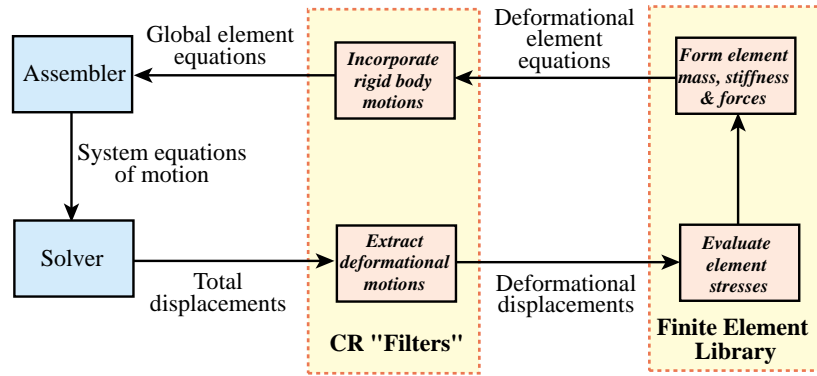 Global element
equations
Deformational
element
equations
Assembler
Incorporate
rigid body
motions
Form element
mass, stiffness
& forces
System equations
of motion
Solver
Extract
deformational
motions
Evaluate
element
stresses
Total
displacements
Deformational
displacements
CR "Filters"
Finite Element
Library